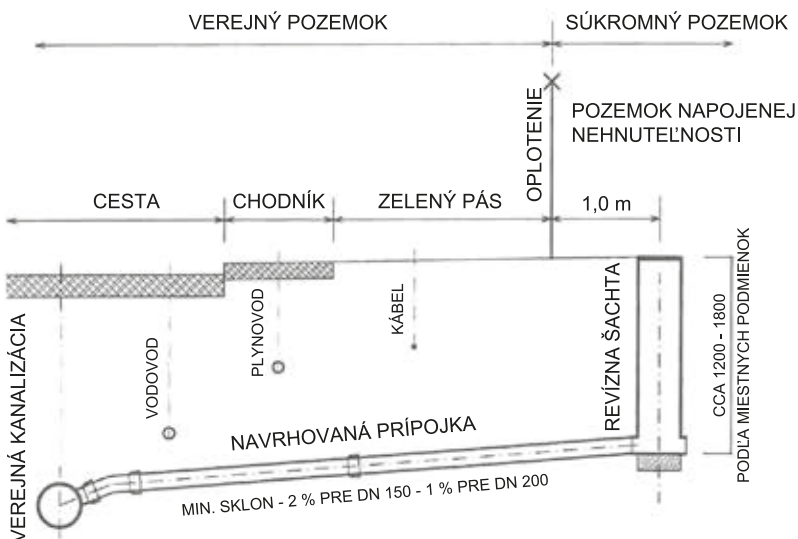 VEREJNÝ POZEMOK
SÚKROMNÝ POZEMOK
OPLOTENIE
POZEMOK NAPOJENEJ
NEHNUTEĽNOSTI
CESTA
CHODNÍK
ZELENÝ PÁS
1,0 m
VEREJNÁ KANALIZÁCIA
VODOVOD
PLYNOVOD
KÁBEL
REVÍZNA ŠACHTA
CCA 1200 - 1800
PODĽA MIESTNYCH PODMIENOK
NAVRHOVANÁ PRÍPOJKA
MIN. SKLON - 2 % PRE DN 150 - 1 % PRE DN 200